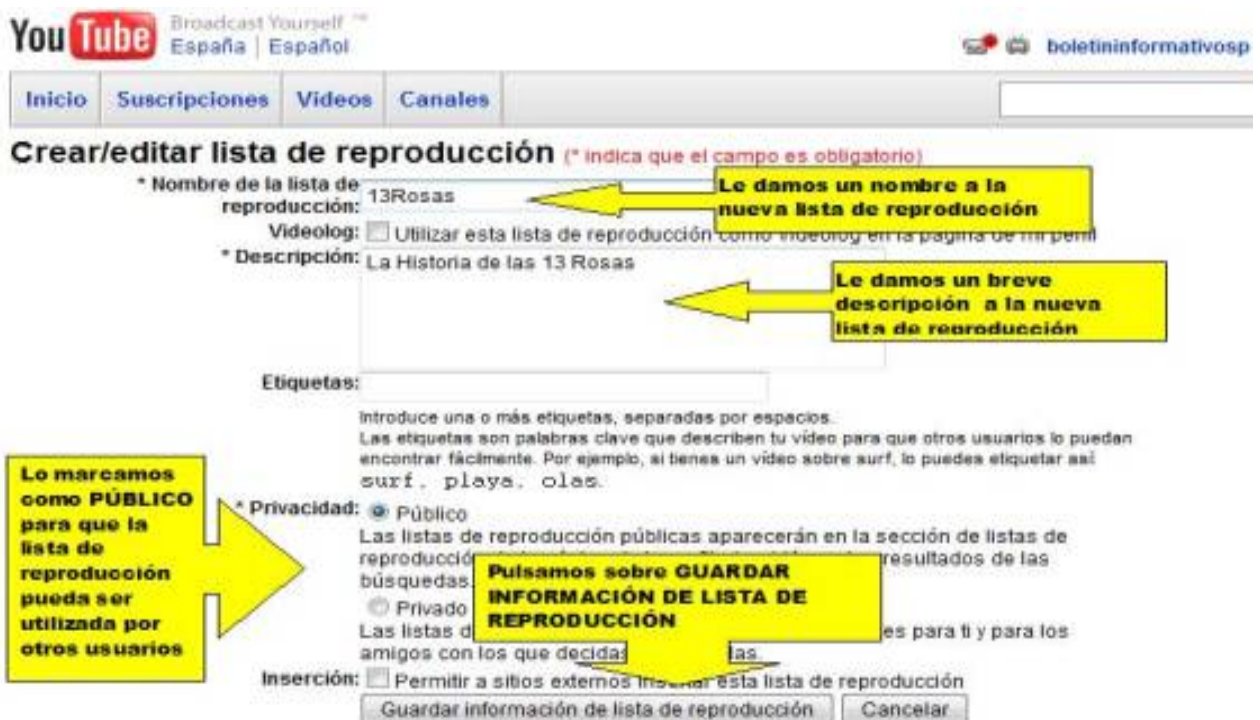 You Tube Broadcast Yourself ™
España | Español
boletininformativosp
Inicio Suscripciones Vídeos Canales
Crear/editar lista de reproducción (* indica que el campo es obligatorio)
* Nombre de la lista de reproducción: 13Rosas
Le damos un nombre a la
nueva lista de reproducción
Videolog: Utilizar esta lista de reproducción como videolog en la página de mi perfil
* Descripción: La Historia de las 13 Rosas
Le damos un breve
descripción a la nueva
lista de reproducción
Etiquetas:
Introduce una o más etiquetas, separadas por espacios.
Las etiquetas son palabras clave que describen tu vídeo para que otros usuarios lo puedan
encontrar fácilmente. Por ejemplo, si tienes un vídeo sobre surf, lo puedes etiquetar así:
surf, playa, olas.
Lo marcamos
como PÚBLICO
para que la
lista de
reproducción
pueda ser
utilizada por
otros usuarios
* Privacidad: Público
Las listas de reproducción públicas aparecerán en la sección de listas de
reproducción resultados de las
búsquedas.
Pulsamos sobre GUARDAR
INFORMACIÓN DE LISTA DE
REPRODUCCIÓN
Privado
Las listas para ti y para los
amigos con los que decidas
Inserción: Permitir a sitios externos insertar esta lista de reproducción
Guardar información de lista de reproducción Cancelar